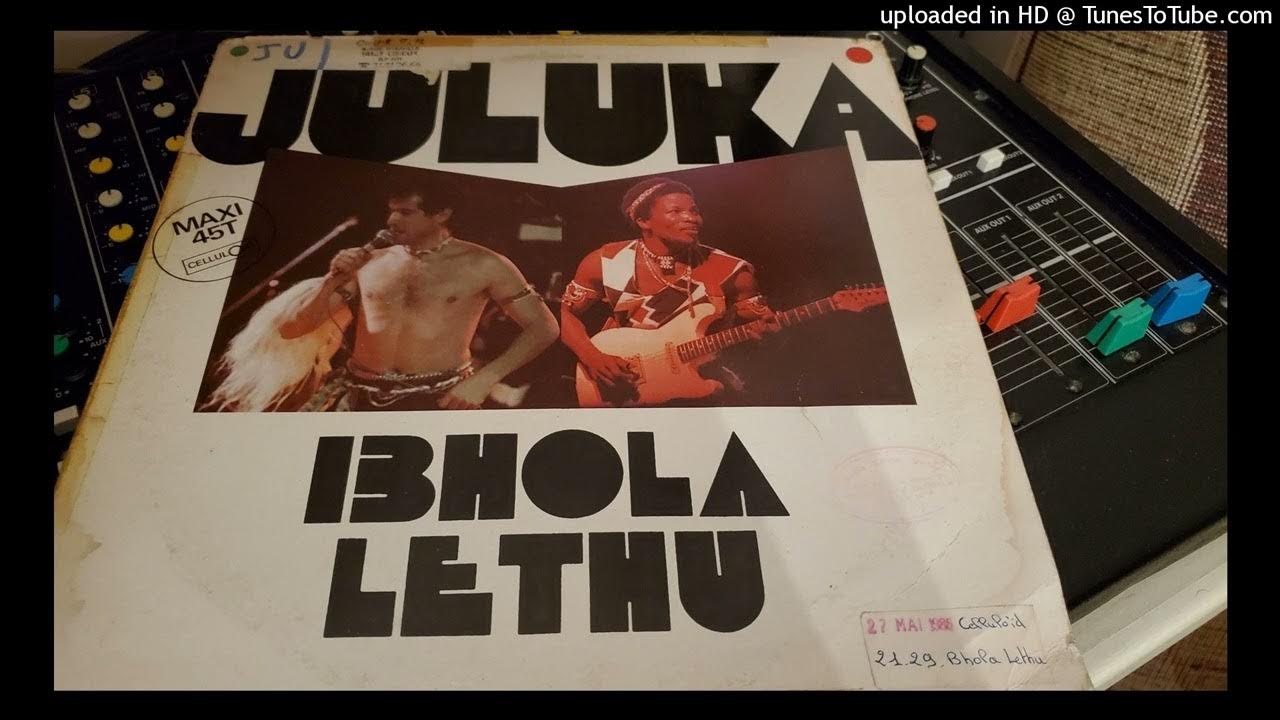 uploaded in HD @ TunesToTube.com
JU
JULUKA
MAXI
45T
CELLULO
AUX OUT 1
AUX OUT 2
IBHOLA
LETHU
27 MAI Celluloid
21.29. Bhola Lethu